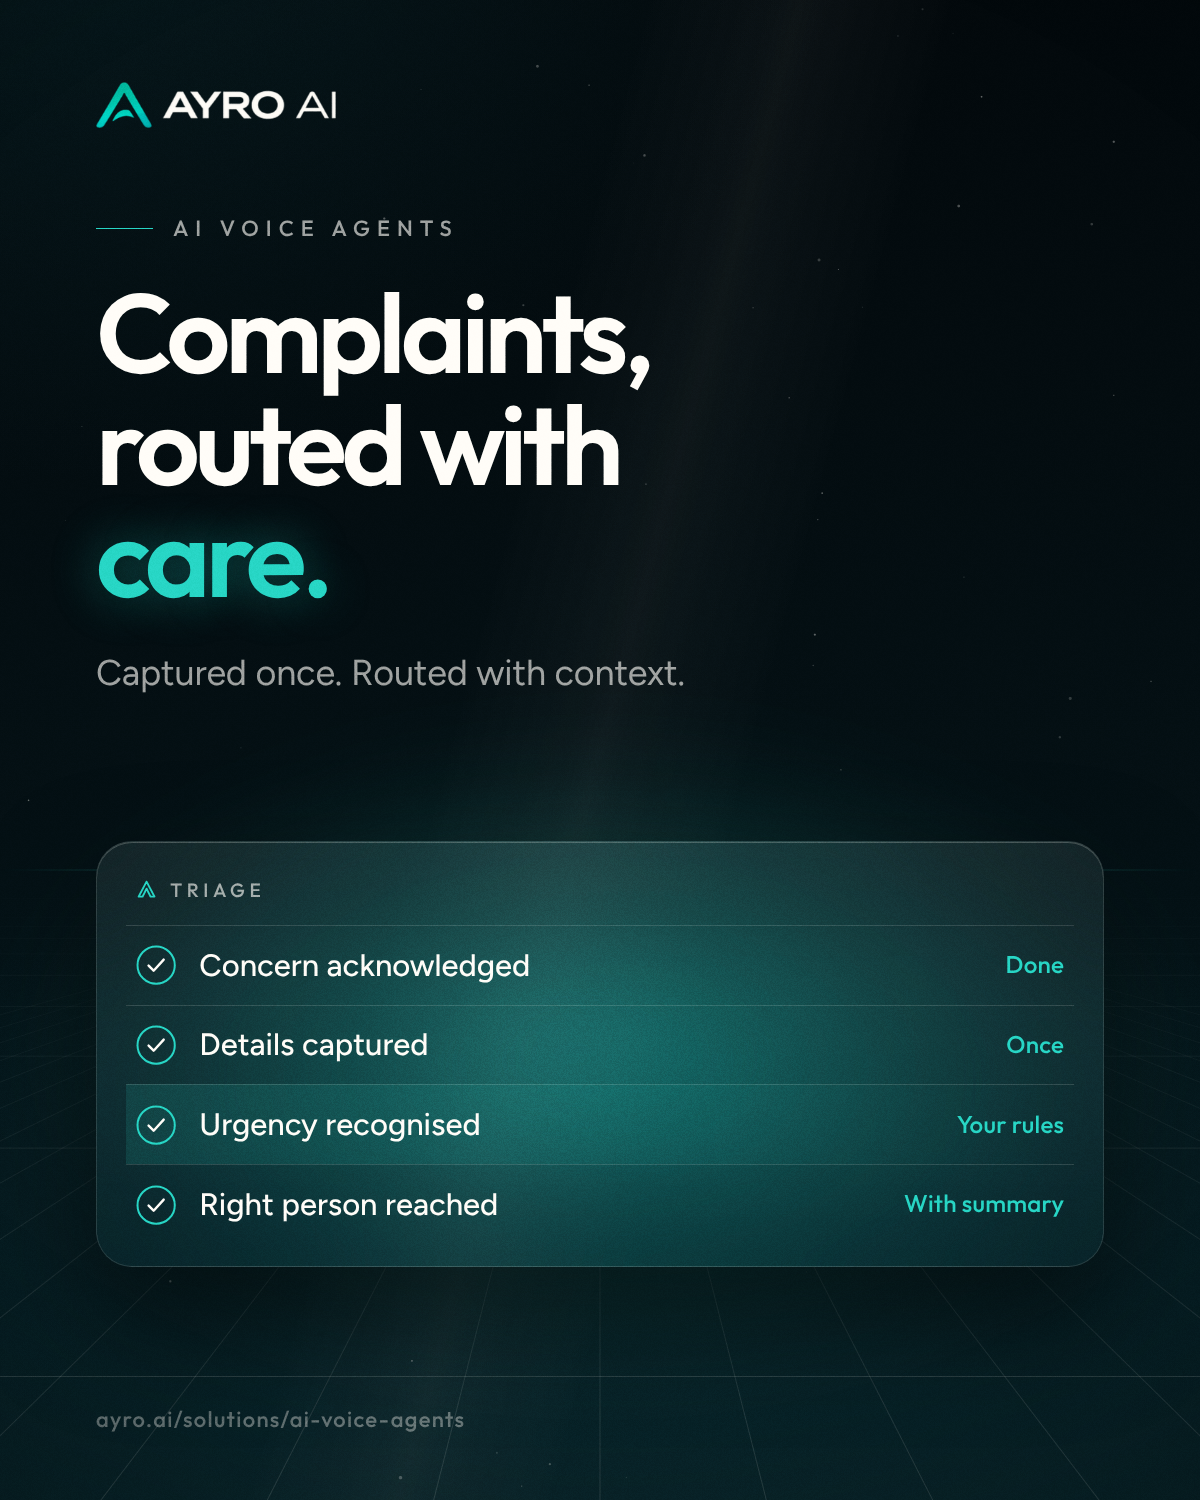 AYRO AI
AI VOICE AGENTS
Complaints,
routed with
care.
Captured once. Routed with context.
TRIAGE
Concern acknowledged Done
Details captured Once
Urgency recognised Your rules
Right person reached With summary
ayro.ai/solutions/ai-voice-agents